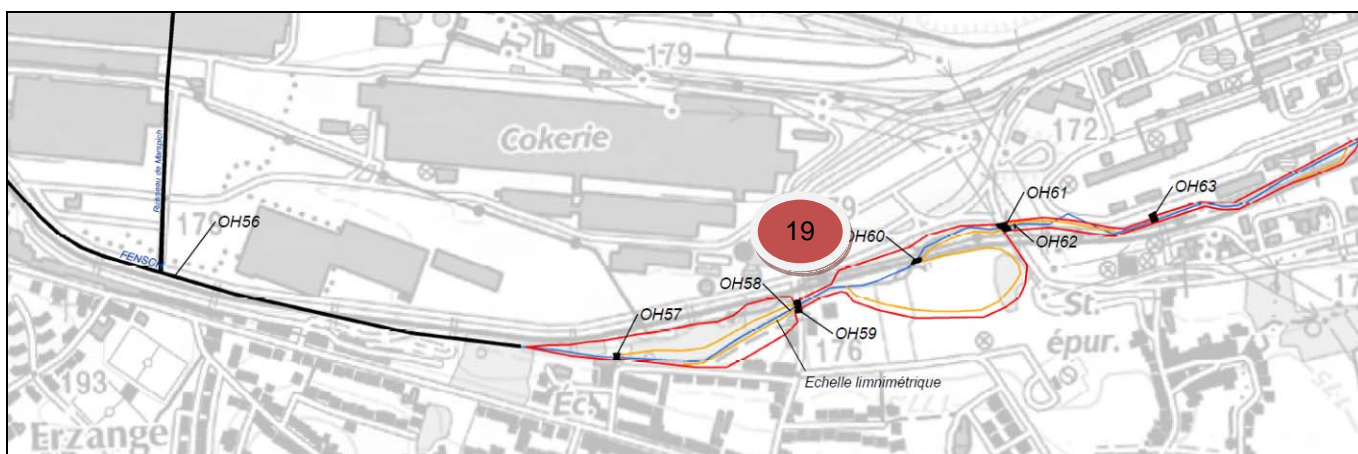 179
172
Cokerie
OH63
OH61
Ruisseau de Marspich
OH56
19
OH60
OH62
FENSCH
OH58
OH57
OH59
St.
176
épur.
Echelle limnimétrique
193
Éc.
Erzange